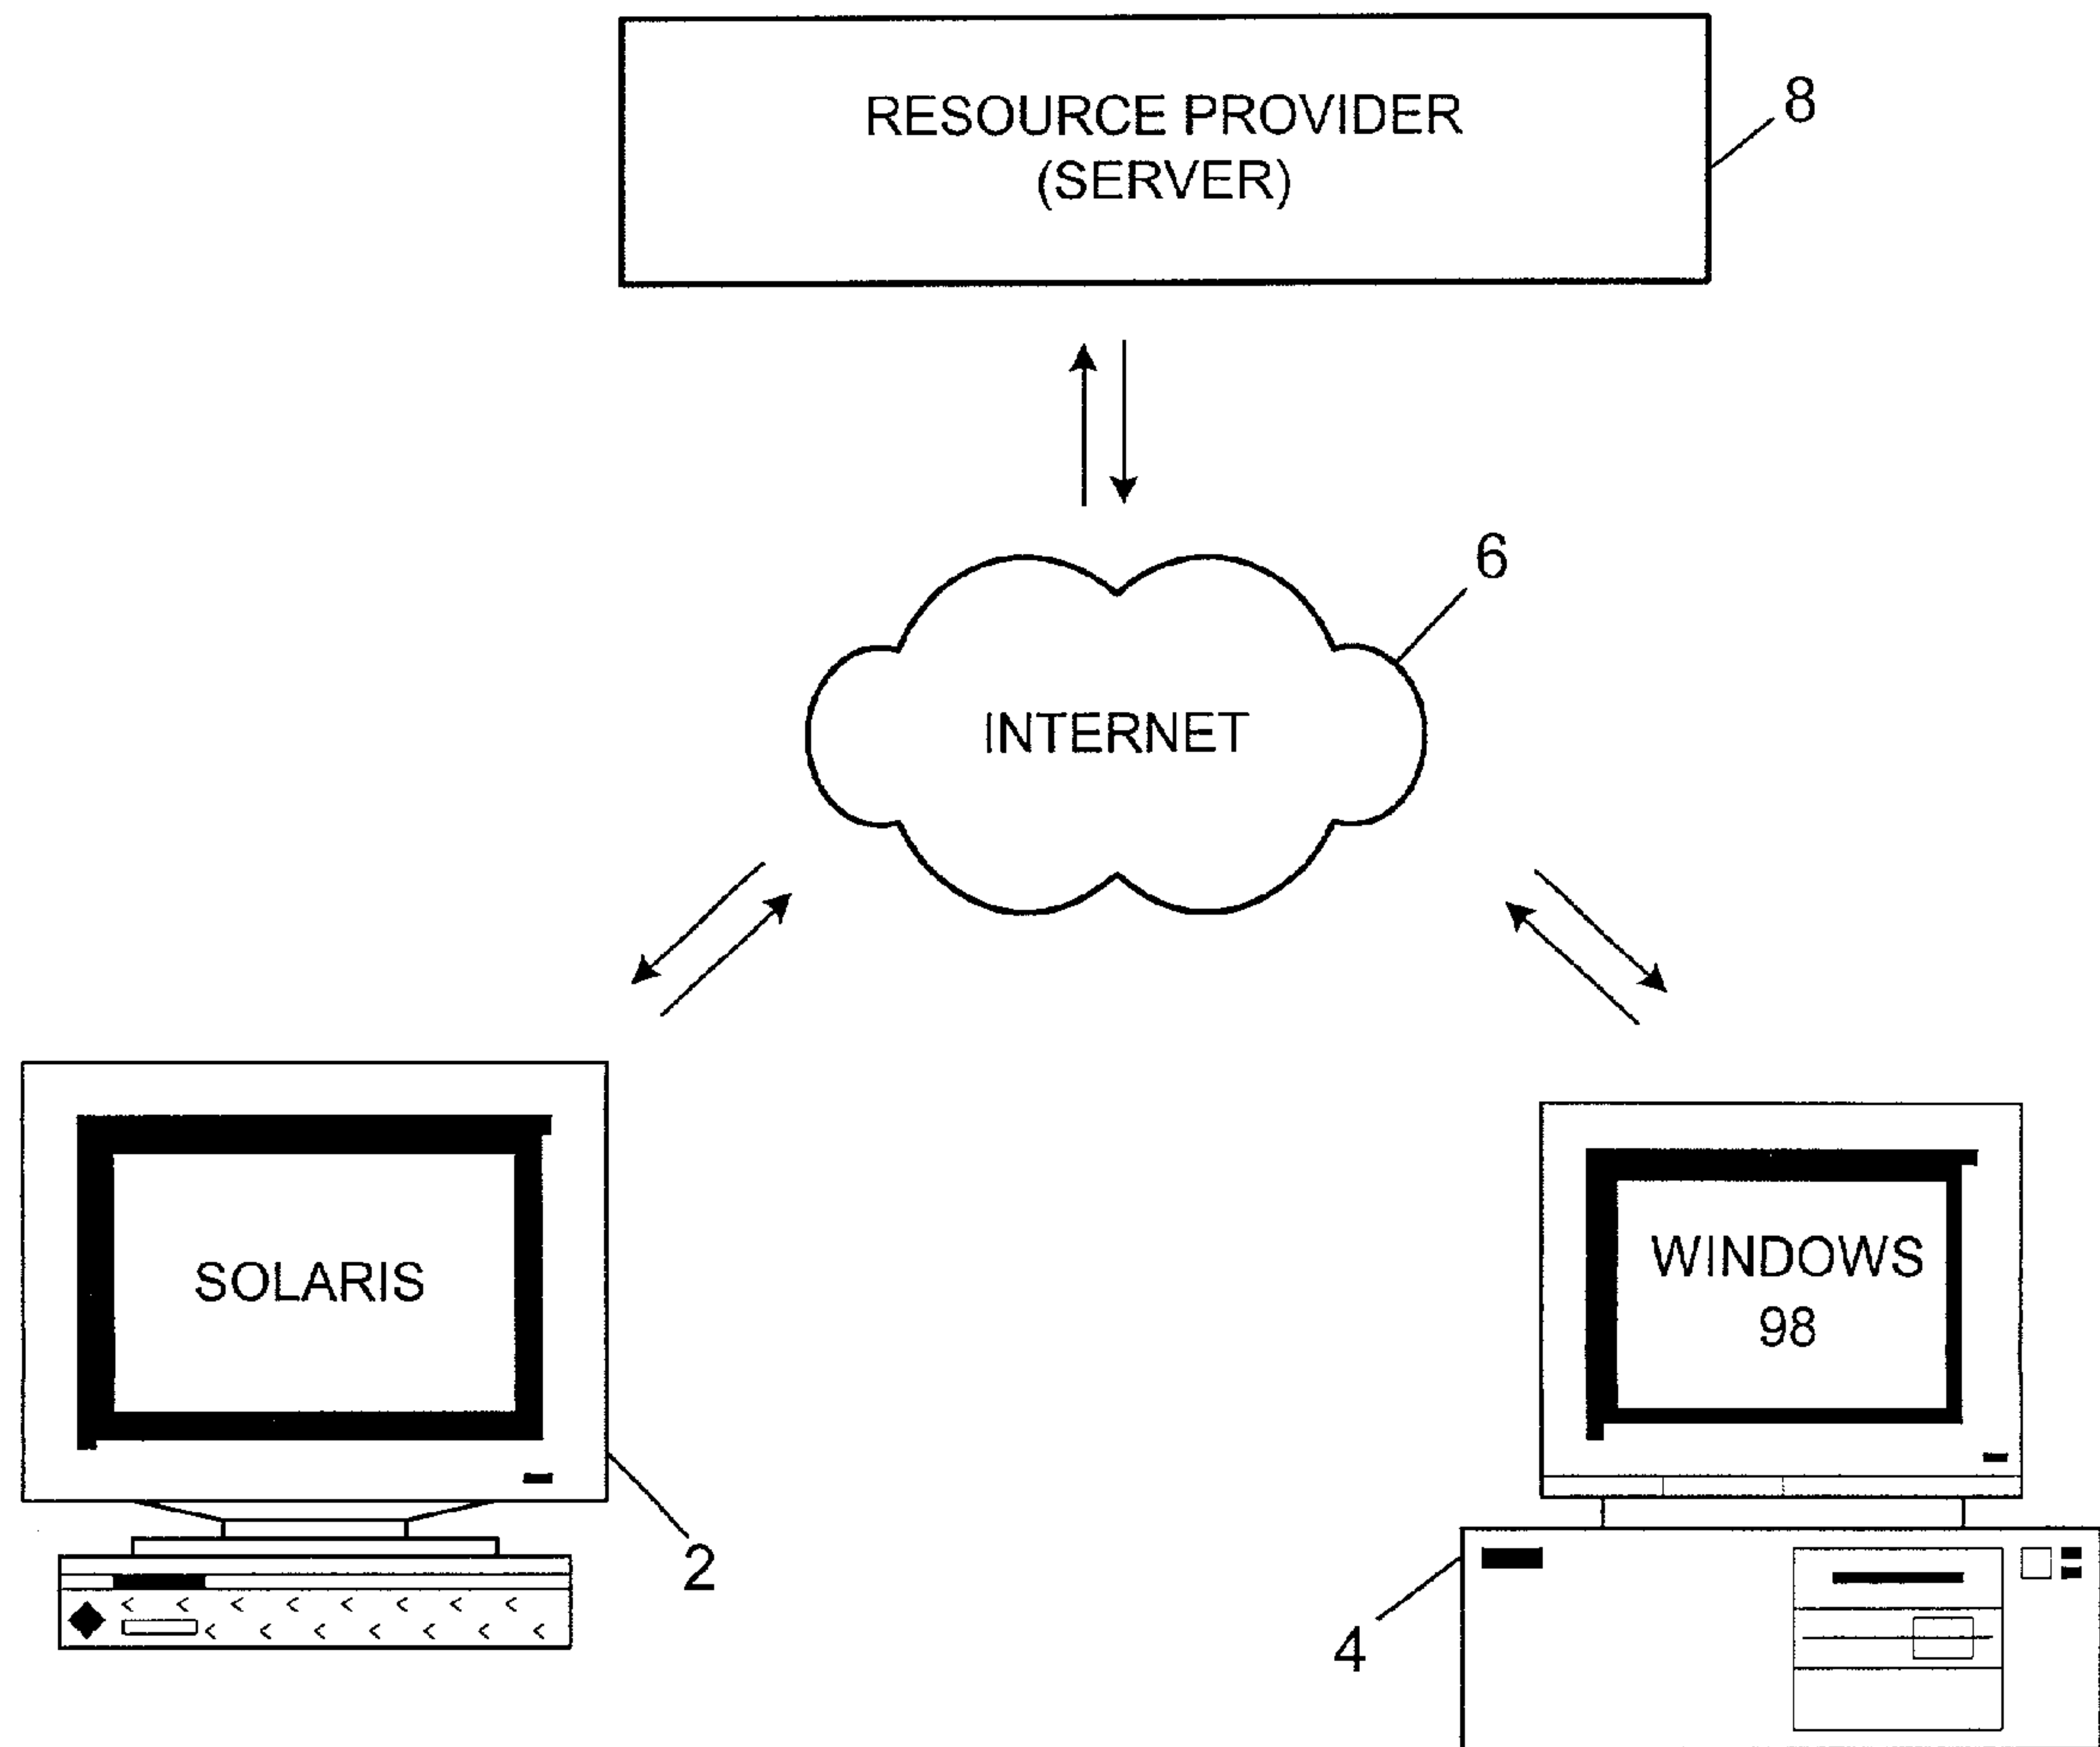 RESOURCE PROVIDER
(SERVER)
8
6
INTERNET
SOLARIS
WINDOWS
98
2
4